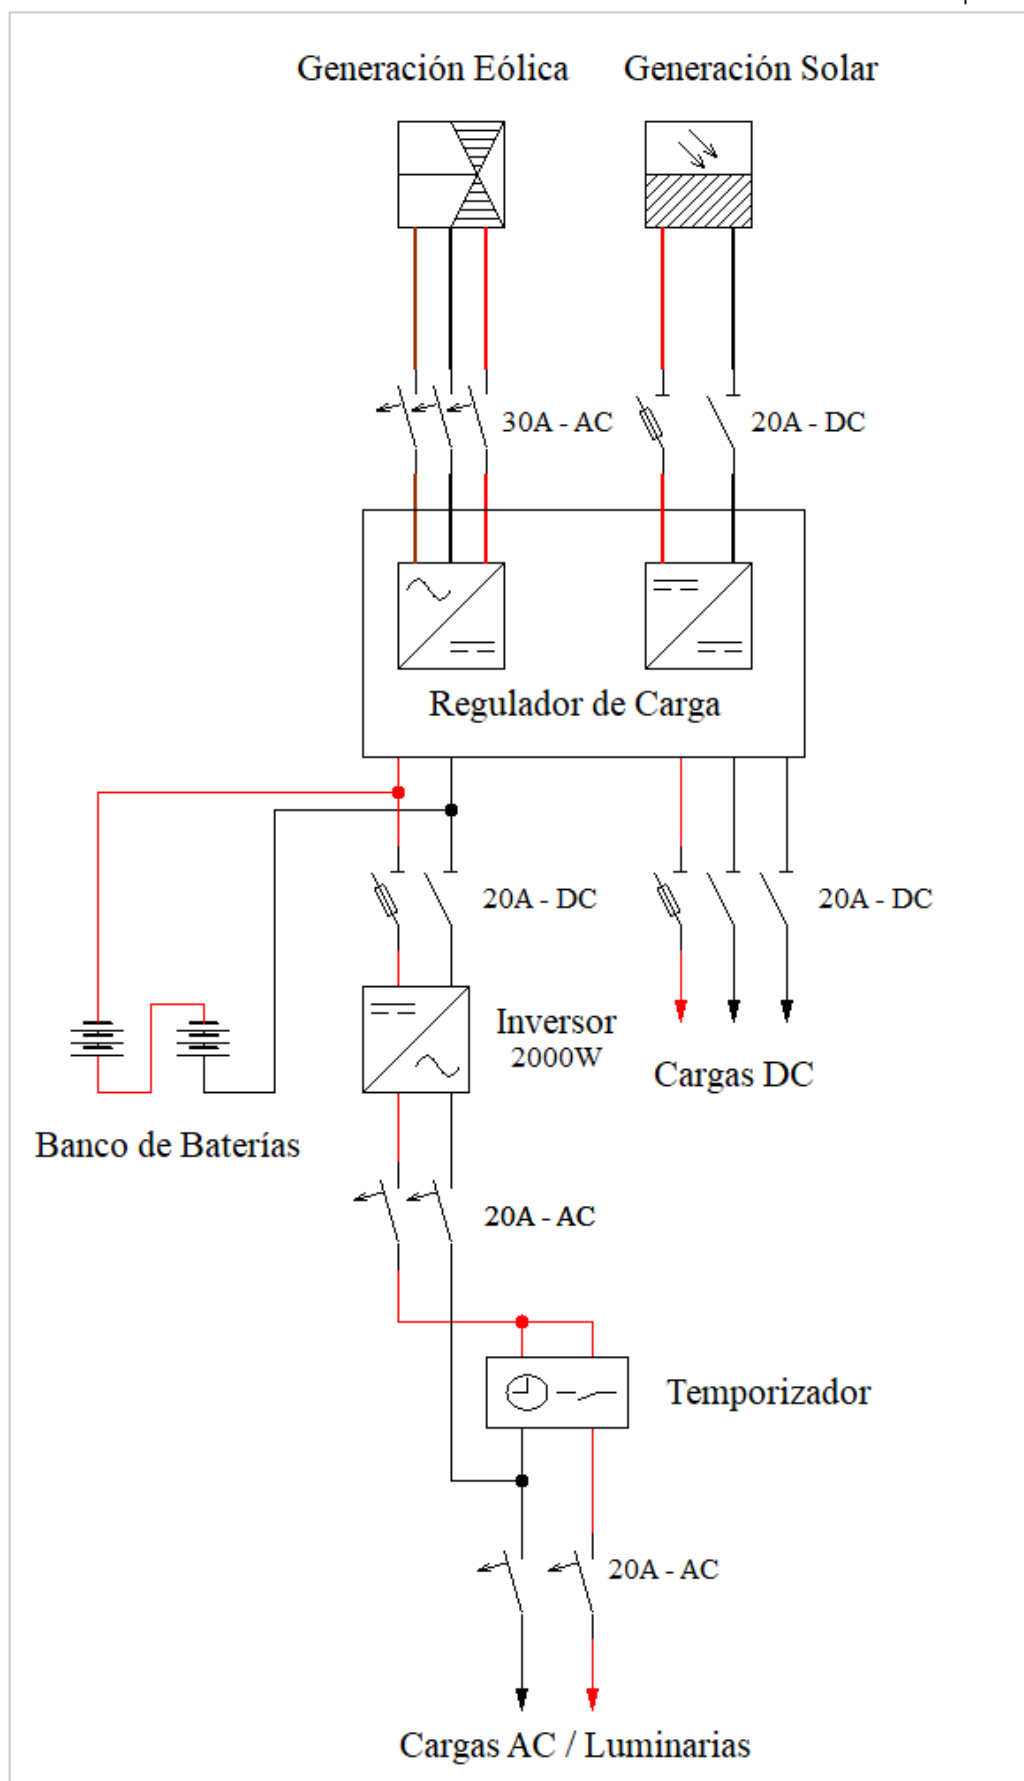 Generación Eólica
Generación Solar
30A - AC
20A - DC
Regulador de Carga
20A - DC
20A - DC
Inversor
2000W
Cargas DC
Banco de Baterías
20A - AC
Temporizador
20A - AC
Cargas AC / Luminarias